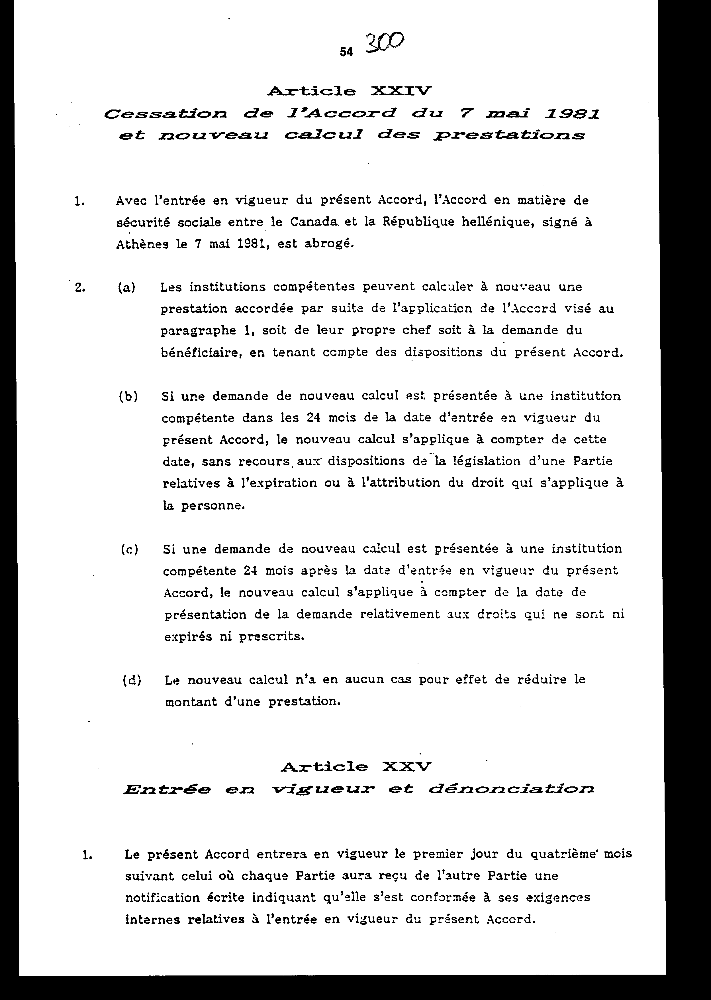 54 300
Article XXIV
Cessation de l'Accord du 7 mai 1981
et nouveau calcul des prestations
1. Avec l'entrée en vigueur du présent Accord, l'Accord en matière de
sécurité sociale entre le Canada et la République hellénique, signé à
Athènes le 7 mai 1981, est abrogé.
2. (a) Les institutions compétentes peuvent calculer à nouveau une
prestation accordée par suite de l'application de l'Accord visé au
paragraphe 1, soit de leur propre chef soit à la demande du
bénéficiaire, en tenant compte des dispositions du présent Accord.
(b) Si une demande de nouveau calcul est présentée à une institution
compétente dans les 24 mois de la date d'entrée en vigueur du
présent Accord, le nouveau calcul s'applique à compter de cette
date, sans recours aux dispositions de la législation d'une Partie
relatives à l'expiration ou à l'attribution du droit qui s'applique à
la personne.
(c) Si une demande de nouveau calcul est présentée à une institution
compétente 24 mois après la date d'entrée en vigueur du présent
Accord, le nouveau calcul s'applique à compter de la date de
présentation de la demande relativement aux droits qui ne sont ni
expirés ni prescrits.
(d) Le nouveau calcul n'a en aucun cas pour effet de réduire le
montant d'une prestation.
Article XXV
Entrée en vigueur et dénonciation
1. Le présent Accord entrera en vigueur le premier jour du quatrième mois
suivant celui où chaque Partie aura reçu de l'autre Partie une
notification écrite indiquant qu'elle s'est conformée à ses exigences
internes relatives à l'entrée en vigueur du présent Accord.